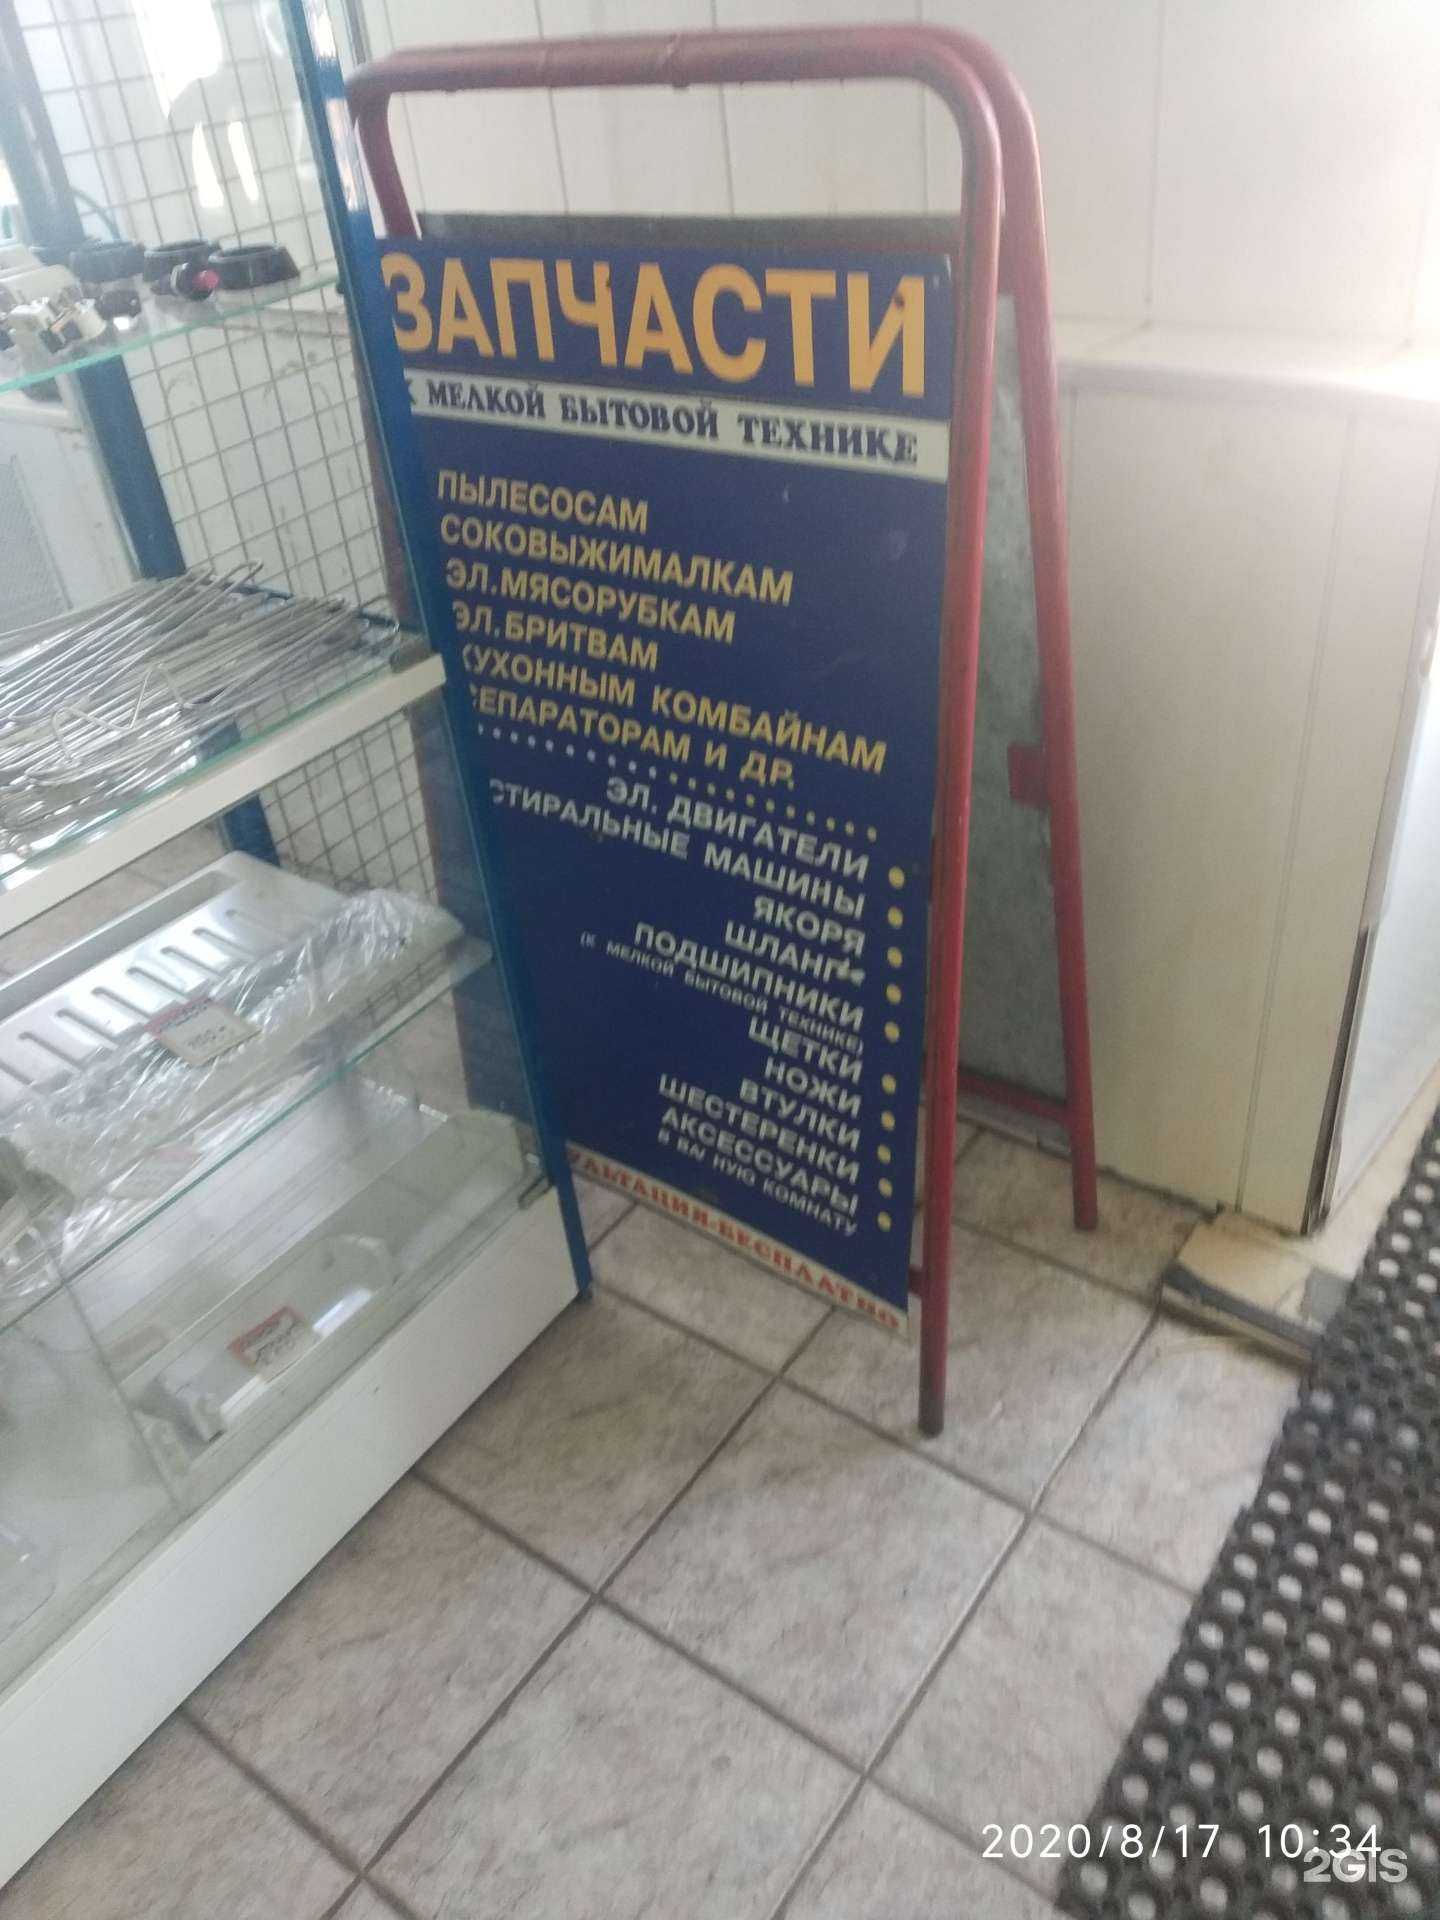 ЗАПЧАСТИ
К МЕЛКОЙ БЫТОВОЙ ТЕХНИКЕ
ПЫЛЕСОСАМ
СОКОВЫЖИМАЛКАМ
ЭЛ.МЯСОРУБКАМ
ЭЛ.БРИТВАМ
КУХОННЫМ КОМБАЙНАМ
СЕПАРАТОРАМ И ДР.
ЭЛ. ДВИГАТЕЛИ
СТИРАЛЬНЫЕ МАШИНЫ
ЯКОРЯ
ШЛАНГИ
ПОДШИПНИКИ
(К МЕЛКОЙ БЫТОВОЙ ТЕХНИКЕ)
ЩЕТКИ
НОЖИ
ВТУЛКИ
ШЕСТЕРЕНКИ
АКСЕССУАРЫ
В ВАННУЮ КОМНАТУ
УЛЬТАЦИЯ-БЕСПЛАТНО
2020/8/17 10:34
2GIS